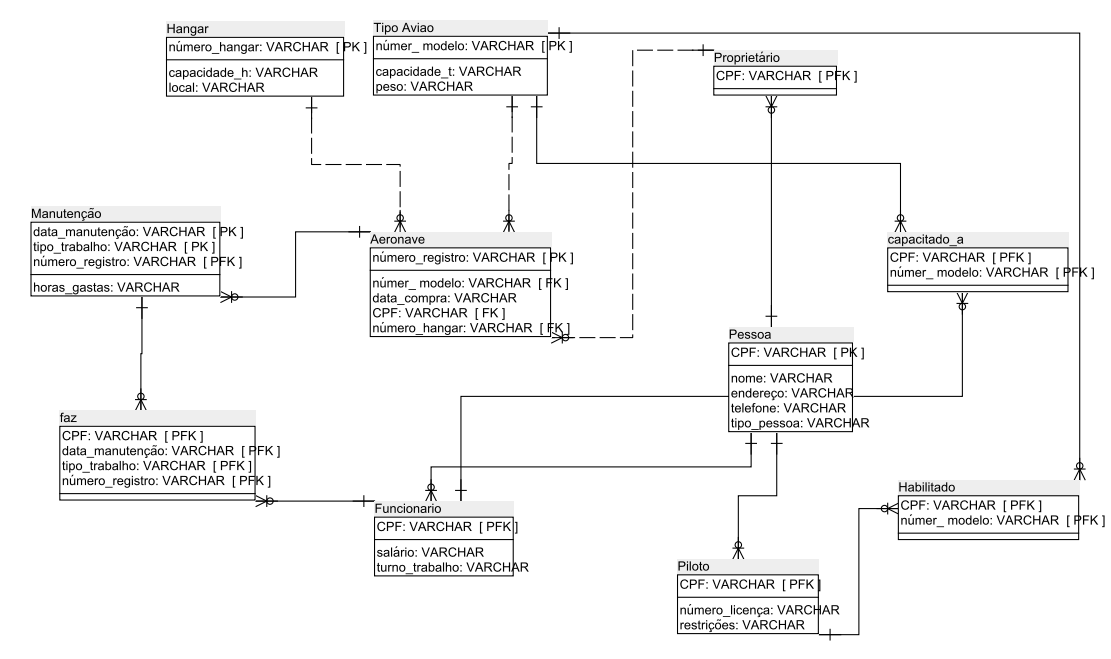 Hangar
número_hangar: VARCHAR [ PK ]
capacidade_h: VARCHAR
local: VARCHAR
Tipo Aviao
númer_ modelo: VARCHAR [ PK ]
capacidade_t: VARCHAR
peso: VARCHAR
Proprietário
CPF: VARCHAR [ PFK ]
Manutenção
data_manutenção: VARCHAR [ PK ]
tipo_trabalho: VARCHAR [ PK ]
número_registro: VARCHAR [ PFK ]
horas_gastas: VARCHAR
Aeronave
número_registro: VARCHAR [ PK ]
númer_ modelo: VARCHAR [ FK ]
data_compra: VARCHAR
CPF: VARCHAR [ FK ]
número_hangar: VARCHAR [ FK ]
capacitado_a
CPF: VARCHAR [ PFK ]
númer_ modelo: VARCHAR [ PFK ]
Pessoa
CPF: VARCHAR [ PK ]
nome: VARCHAR
endereço: VARCHAR
telefone: VARCHAR
tipo_pessoa: VARCHAR
faz
CPF: VARCHAR [ PFK ]
data_manutenção: VARCHAR [ PFK ]
tipo_trabalho: VARCHAR [ PFK ]
número_registro: VARCHAR [ PFK ]
Funcionario
CPF: VARCHAR [ PFK ]
salário: VARCHAR
turno_trabalho: VARCHAR
Habilitado
CPF: VARCHAR [ PFK ]
númer_ modelo: VARCHAR [ PFK ]
Piloto
CPF: VARCHAR [ PFK ]
número_licença: VARCHAR
restrições: VARCHAR